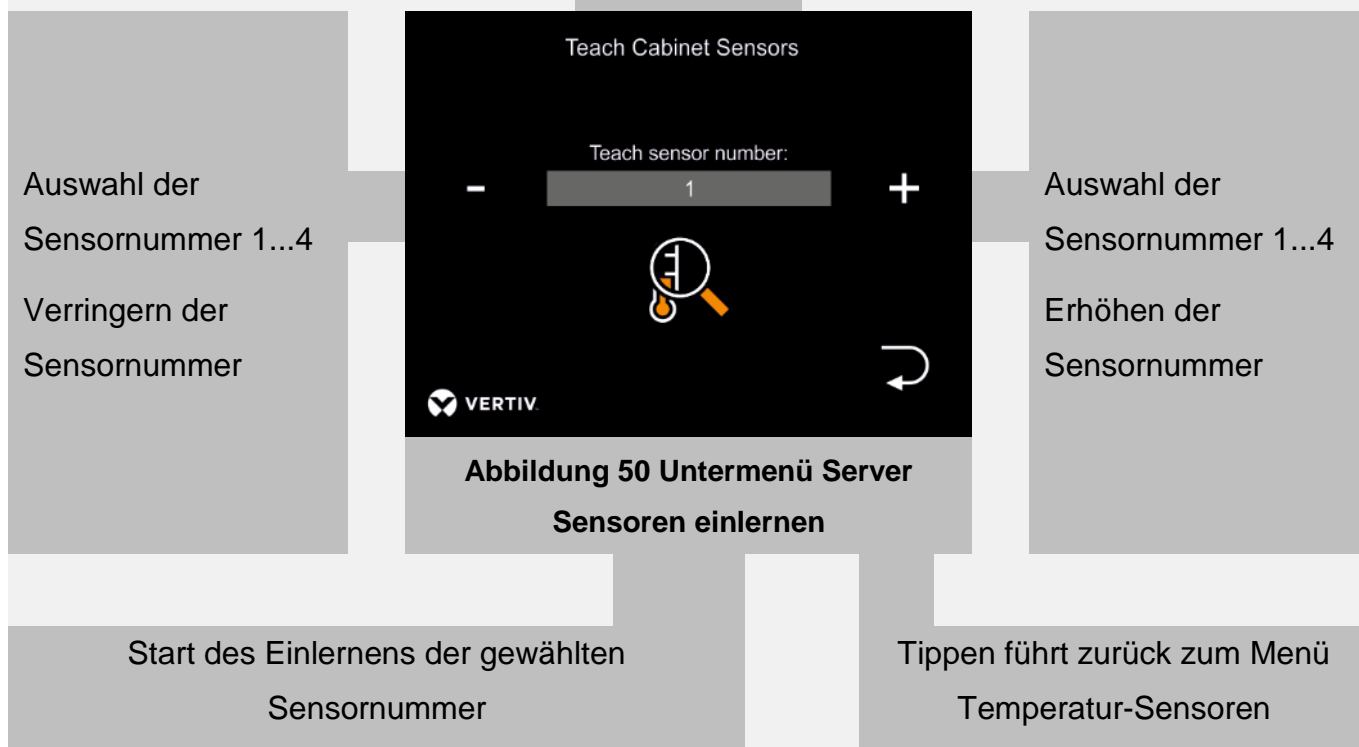 Teach Cabinet Sensors
Teach sensor number:
-
1
+
VERTIV.
Auswahl der
Sensornummer 1...4
Verringern der
Sensornummer
Auswahl der
Sensornummer 1...4
Erhöhen der
Sensornummer
Abbildung 50 Untermenü Server
Sensoren einlernen
Start des Einlernens der gewählten
Sensornummer
Tippen führt zurück zum Menü
Temperatur-Sensoren